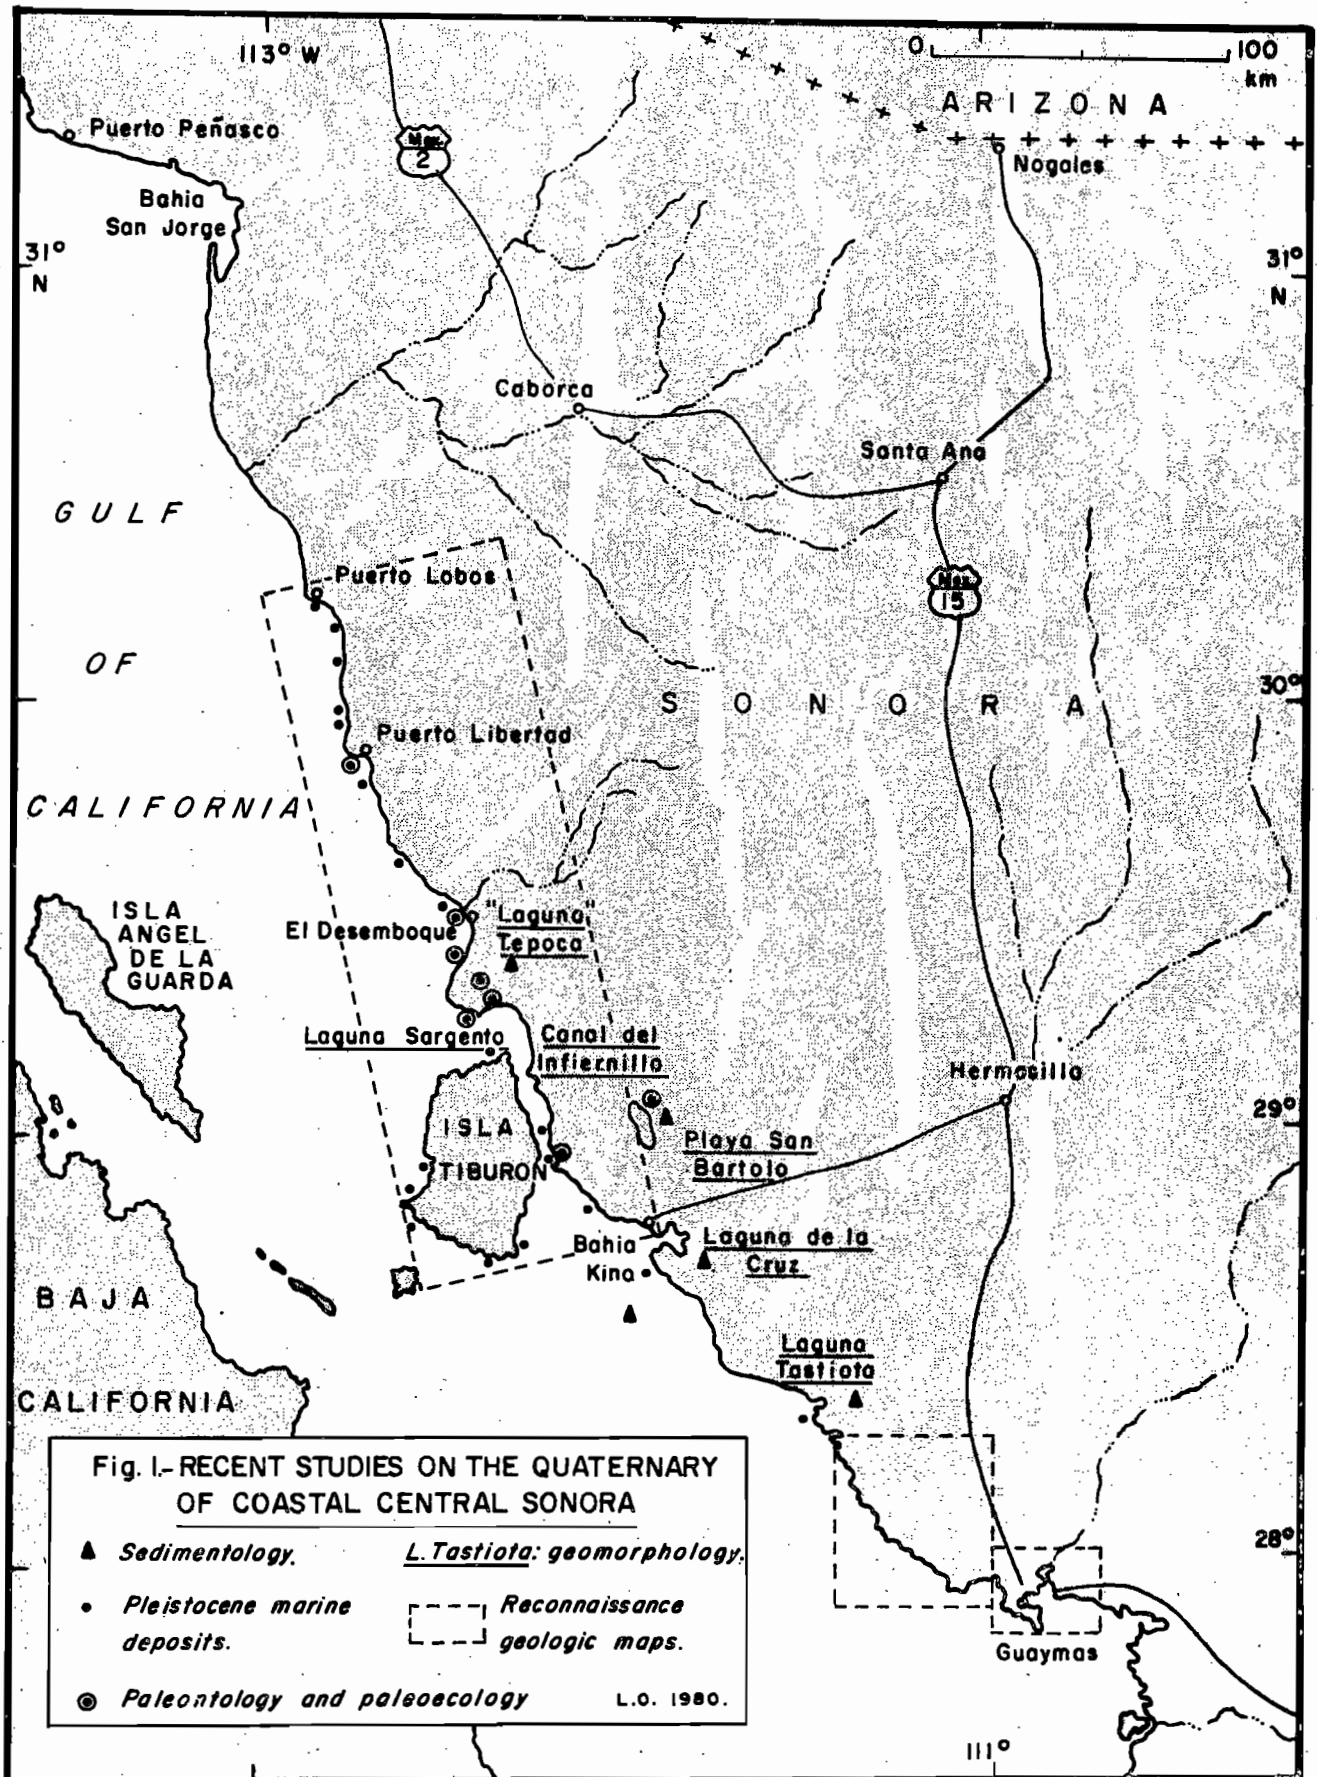 113° W
0 100
km
ARIZONA
Puerto Peñasco
Mex.
2
Nogales
Bahia
San Jorge
31°
N
31°
N
Caborca
Santa Ana
GULF
Puerto Lobos
Mex.
15
OF
30°
SONORA
Puerto Libertad
CALIFORNIA
ISLA
ANGEL
DE LA
GUARDA
El Desemboque
"Laguna"
Tepoca
Laguna Sargento
Canal del
Infiernillo
Hermosillo
29°
ISLA
TIBURON
Playa San
Bartolo
Bahia
Kino
Laguna de la
Cruz
BAJA
CALIFORNIA
Laguna
Tastiota
28°
Guaymas
111°
Fig. I.- RECENT STUDIES ON THE QUATERNARY
OF COASTAL CENTRAL SONORA
Sedimentology. L. Tastiota: geomorphology.
Pleistocene marine
deposits.
Reconnaissance
geologic maps.
Paleontology and paleoecology L.O. 1980.